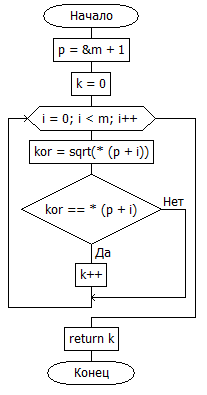 Начало
p = &m + 1
k = 0
i = 0; i < m; i++
kor = sqrt(* (p + i))
kor == * (p + i)
Нет
Да
k++
return k
Конец